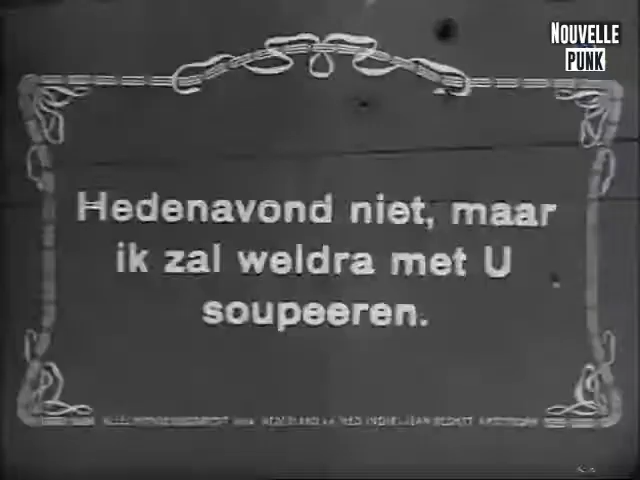 NOUVELLE
PUNK
Hedenavond niet, maar
ik zal weldra met U
soupeeren.